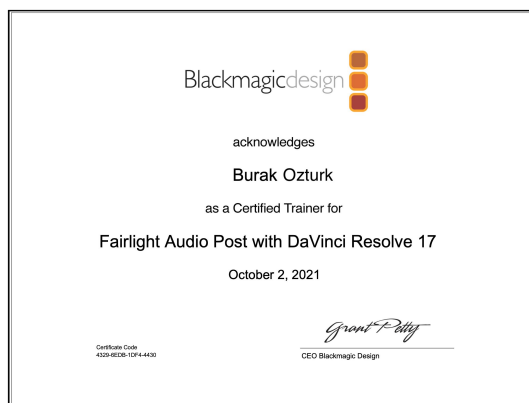 Blackmagicdesign
acknowledges
Burak Ozturk
as a Certified Trainer for
Fairlight Audio Post with DaVinci Resolve 17
October 2, 2021
Grant Petty
Certificate Code
4329-6EDB-1DF4-4430
CEO Blackmagic Design